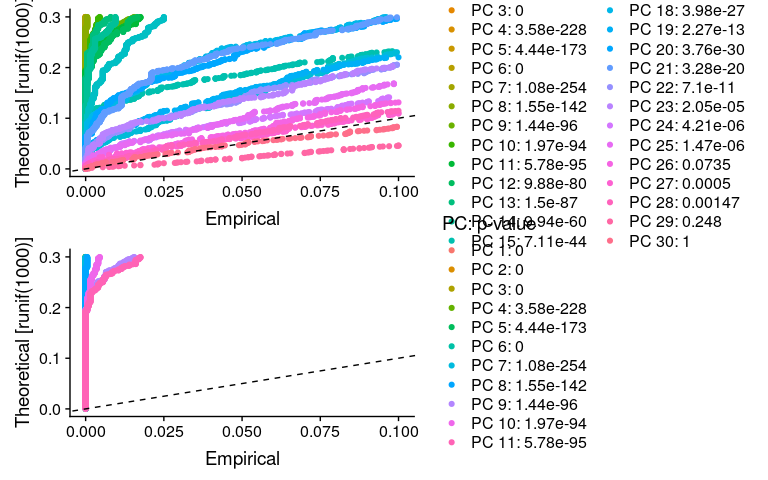 Theoretical [runif(1000)]
0.3
0.2
0.1
0.0
0.000 0.025 0.050 0.075 0.100
Empirical
PC 3: 0
PC 4: 3.58e-228
PC 5: 4.44e-173
PC 6: 0
PC 7: 1.08e-254
PC 8: 1.55e-142
PC 9: 1.44e-96
PC 10: 1.97e-94
PC 11: 5.78e-95
PC 12: 9.88e-80
PC 13: 1.5e-87
PC 14: 9.94e-60
PC 15: 7.11e-44
PC 18: 3.98e-27
PC 19: 2.27e-13
PC 20: 3.76e-30
PC 21: 3.28e-20
PC 22: 7.1e-11
PC 23: 2.05e-05
PC 24: 4.21e-06
PC 25: 1.47e-06
PC 26: 0.0735
PC 27: 0.0005
PC 28: 0.00147
PC 29: 0.248
PC 30: 1
Theoretical [runif(1000)]
0.3
0.2
0.1
0.0
0.000 0.025 0.050 0.075 0.100
Empirical
PC: p-value
PC 1: 0
PC 2: 0
PC 3: 0
PC 4: 3.58e-228
PC 5: 4.44e-173
PC 6: 0
PC 7: 1.08e-254
PC 8: 1.55e-142
PC 9: 1.44e-96
PC 10: 1.97e-94
PC 11: 5.78e-95